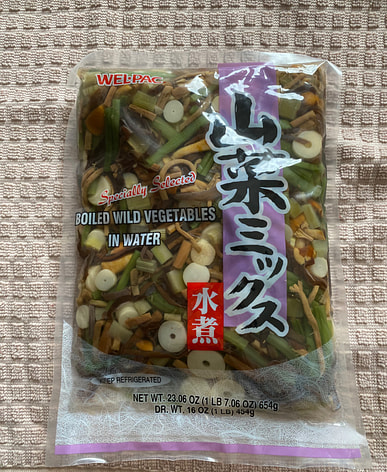 WEL-PAC
山菜ミックス
Specially Selected
BOILED WILD VEGETABLES
IN WATER
水煮
KEEP REFRIGERATED
NET WT. 23.06 OZ (1 LB 7.06 OZ) 654g
DR. WT. 16 OZ (1 LB) 454g